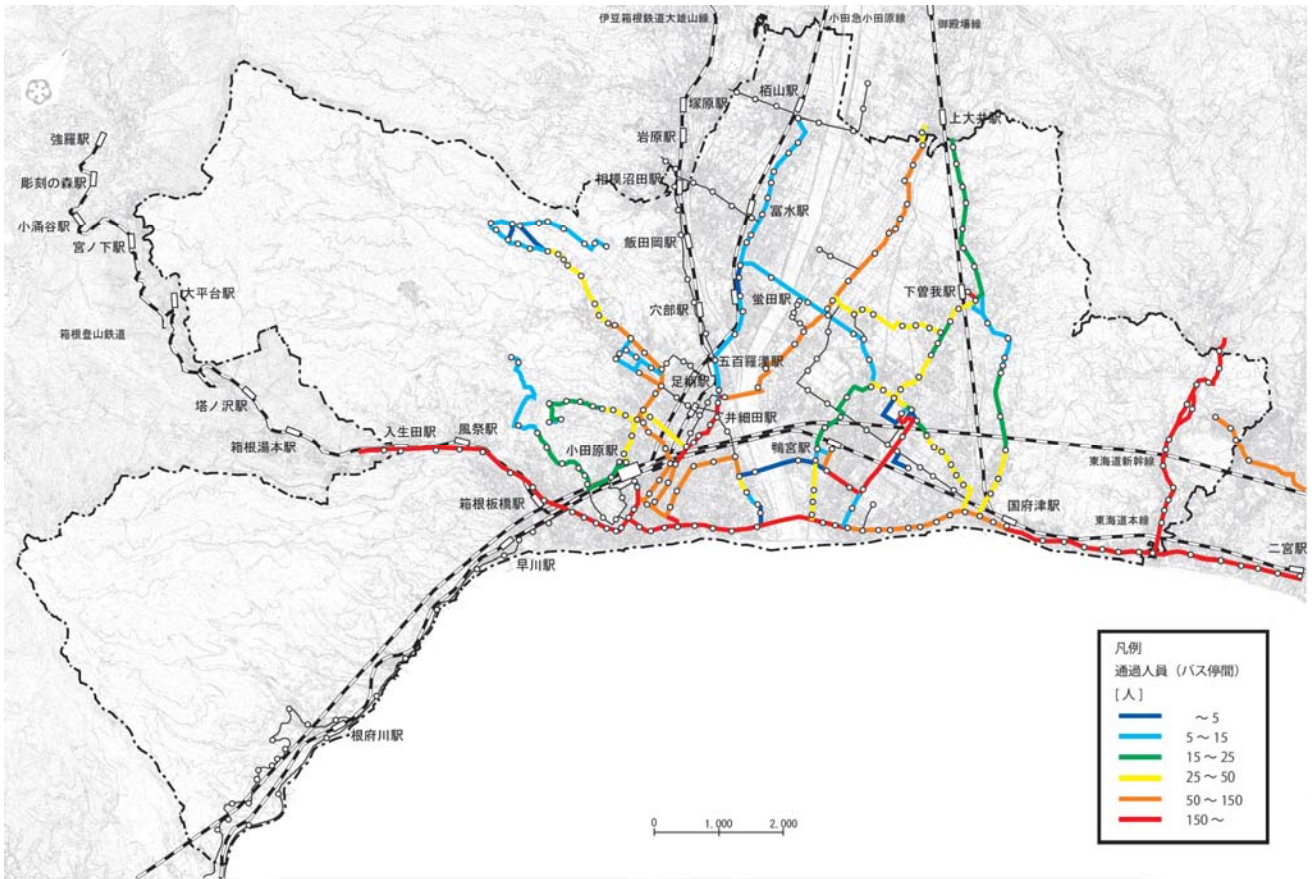 伊豆箱根鉄道大雄山線
小田急小田原線
御殿場線
塚原駅
栢山駅
上大井駅
岩原駅
強羅駅
彫刻の森駅
相模沼田駅
富水駅
小涌谷駅
宮ノ下駅
飯田岡駅
大平台駅
穴部駅
蛍田駅
下曽我駅
箱根登山鉄道
五百羅漢駅
足柄駅
塔ノ沢駅
井細田駅
入生田駅
風祭駅
箱根湯本駅
小田原駅
鴨宮駅
東海道新幹線
箱根板橋駅
国府津駅
東海道本線
早川駅
二宮駅
根府川駅
凡例
通過人員(バス停間)
[人]
~5
5~15
15~25
25~50
50~150
150~
0 1,000 2,000